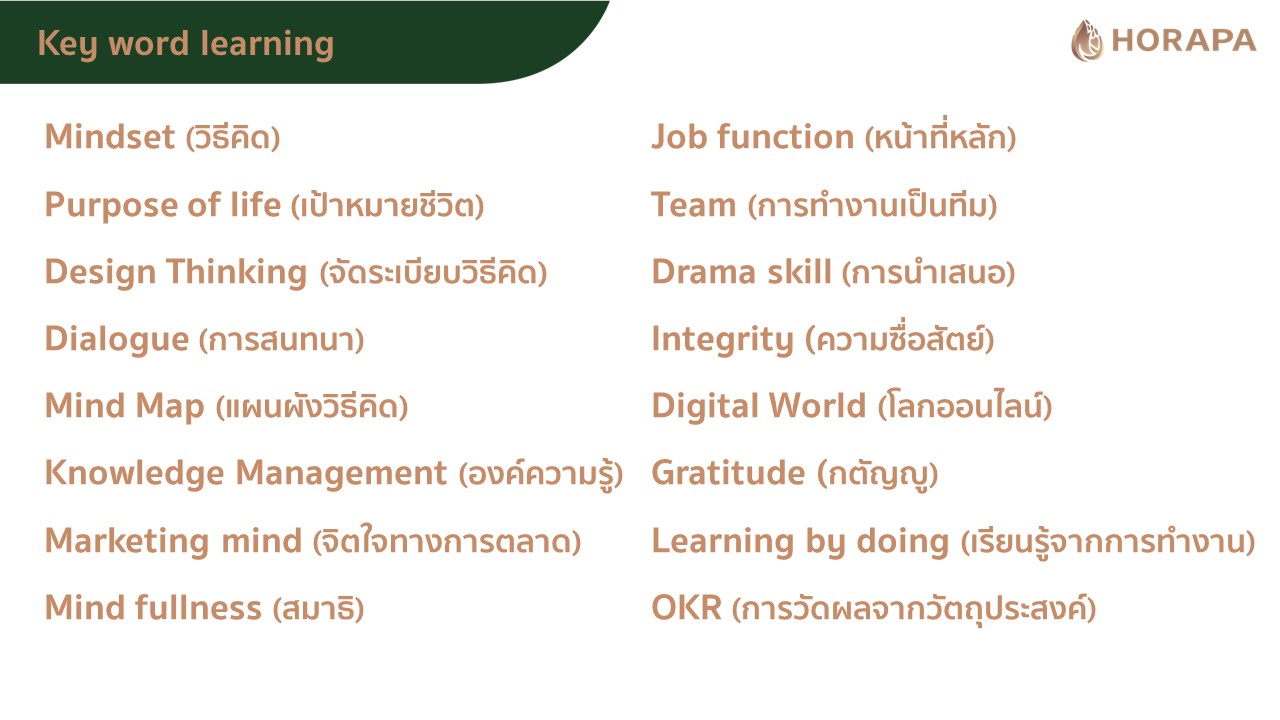 Key word learning
HORAPA
Mindset (วิธีคิด)
Purpose of life (เป้าหมายชีวิต)
Design Thinking (จัดระเบียบวิธีคิด)
Dialogue (การสนทนา)
Mind Map (แผนผังวิธีคิด)
Knowledge Management (องค์ความรู้)
Marketing mind (จิตใจทางการตลาด)
Mind fullness (สมาธิ)
Job function (หน้าที่หลัก)
Team (การทำงานเป็นทีม)
Drama skill (การนำเสนอ)
Integrity (ความซื่อสัตย์)
Digital World (โลกออนไลน์)
Gratitude (กตัญญู)
Learning by doing (เรียนรู้จากการทำงาน)
OKR (การวัดผลจากวัตถุประสงค์)